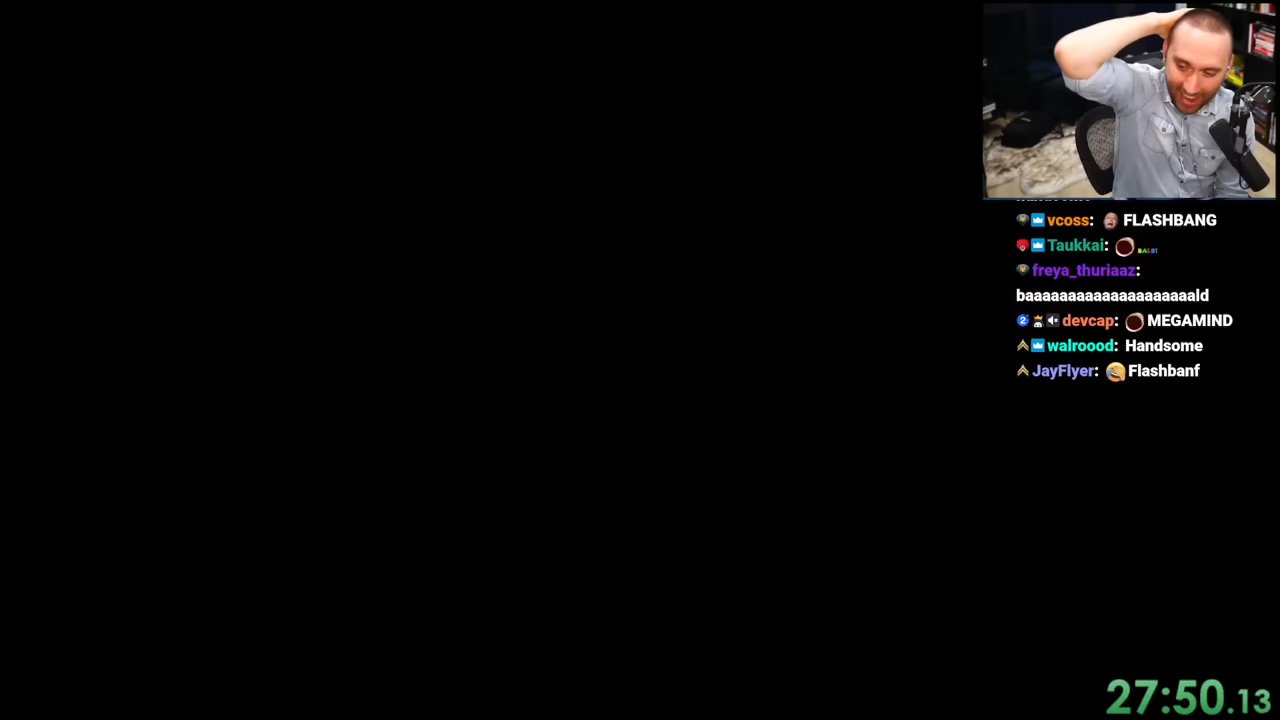 vcoss: FLASHBANG
Taukkai:
freya_thuriaaz:
baaaaaaaaaaaaaaaaaaaald
devcap: MEGAMIND
walroood: Handsome
JayFlyer: Flashbanf
27:50.13